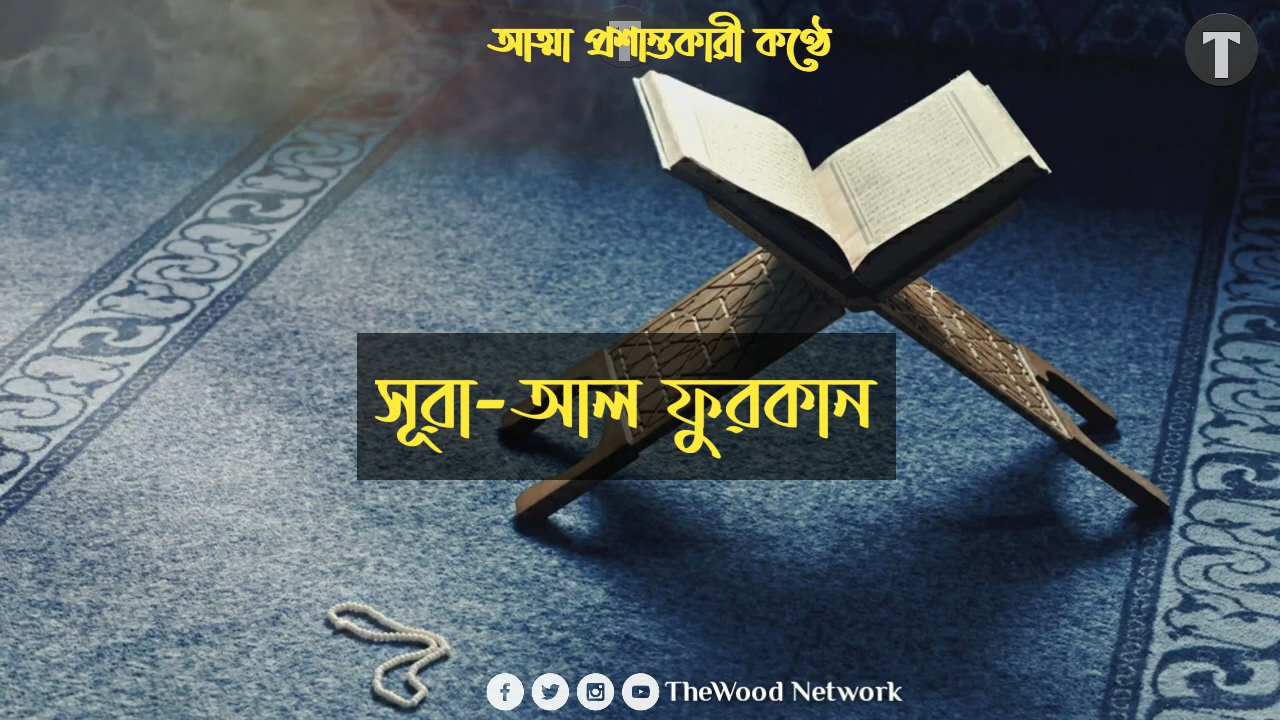 আত্মা প্রশান্তকারী কণ্ঠে
T
সূরা-আল ফুরকান
TheWood Network